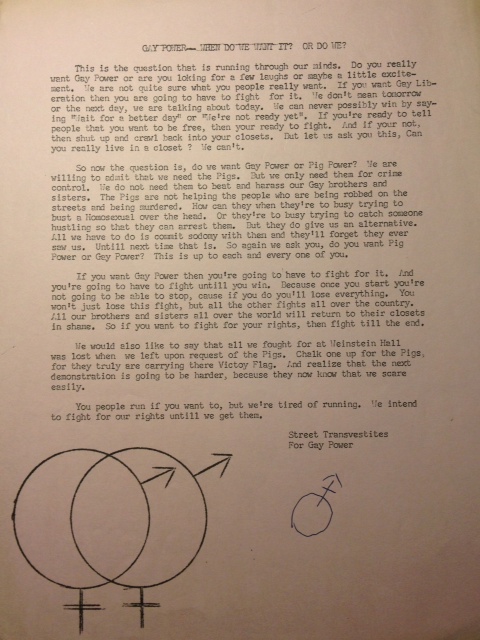 GAY POWER— WHEN DO WE WANT IT? OR DO WE?
This is the question that is running through our minds. Do you really
want Gay Power or are you loking for a few laughs or maybe a little excite-
ment. We are not quite sure what you people really want. If you want Gay Lib-
eration then you are going to have to fight for it. We don't mean tomorrow
or the next day, we are talking about today. We can never possibly win by say-
ing "Wait for a better day" or "We're not ready yet". If you're ready to tell
people that you want to be free, then your ready to fight. And if your not,
then shut up and crawl back into your closets. But let us ask you this, Can
you really live in a closet ? We can't.
So now the question is, do we want Gay Power or Pig Power? We are
willing to admit that we need the Pigs. But we only need them for crime
control. We do not need them to beat and harass our Gay brothers and
sisters. The Pigs are not helping the people who are being robbed on the
streets and being murdered. How can they when they're to busy trying to
bust a Homosexual over the head. Or they're to busy trying to catch someone
hustling so that they can arrest them. But they do give us an alternative.
All we have to do is commit sodomy with them and they'll forget they ever
saw us. Untill next time that is. So again we ask you, do you want Pig
Power or Gay Power? This is up to each and every one of you.
If you want Gay Power then you're going to have to fight for it. And
you're going to have to fight until you win. Because once you start you're
not going to be able to stop, cause if you do you'll lose everything. You
won't just lose this fight, but all the other fights all over the country.
All our brothers and sisters all over the world will return to their closets
in shame. So if you want to fight for your rights, then fight till the end.
We would also like to say that all we fought for at Weinstein Hall
was lost when we left upon request of the Pigs. Chalk one up for the Pigs,
for they truly are carrying there Victoy Flag. And realize that the next
demonstration is going to be harder, because they now know that we scare
easily.
You people run if you want to, but we're tired of running. We intend
to fight for our rights untill we get them.
Street Transvestites
For Gay Power